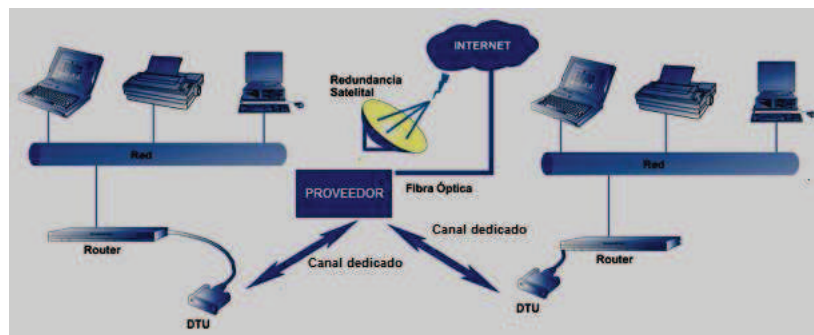 INTERNET
Redundancia
Satelital
Red
Red
PROVEEDOR
Fibra Óptica
Canal dedicado
Router
Canal dedicado
Router
DTU
DTU